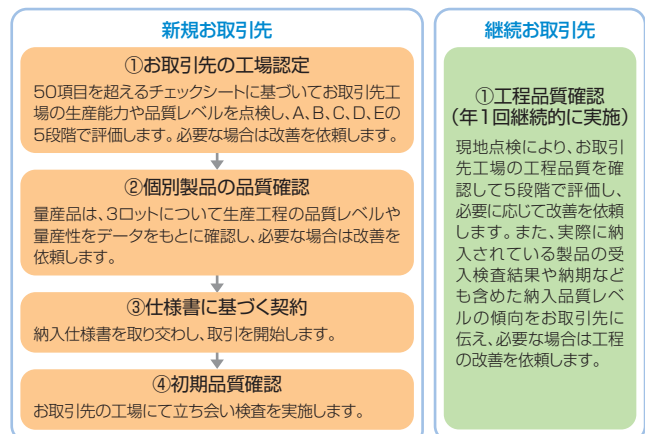 新規お取引先
①お取引先の工場認定
50項目を超えるチェックシートに基づいてお取引先工
場の生産能力や品質レベルを点検し、A、B、C、D、Eの
5段階で評価します。必要な場合は改善を依頼します。
②個別製品の品質確認
量産品は、3ロットについて生産工程の品質レベルや
量産性をデータをもとに確認し、必要な場合は改善を
依頼します。
③仕様書に基づく契約
納入仕様書を取り交わし、取引を開始します。
④初期品質確認
お取引先の工場にて立ち会い検査を実施します。
継続お取引先
①工程品質確認
(年1回継続的に実施)
現地点検により、お取引
先工場の工程品質を確
認して5段階で評価し、
必要に応じて改善を依頼
します。また、実際に納
入されている製品の受
入検査結果や納期など
も含めた納入品質レベ
ルの傾向をお取引先に
伝え、必要な場合は工程
の改善を依頼します。